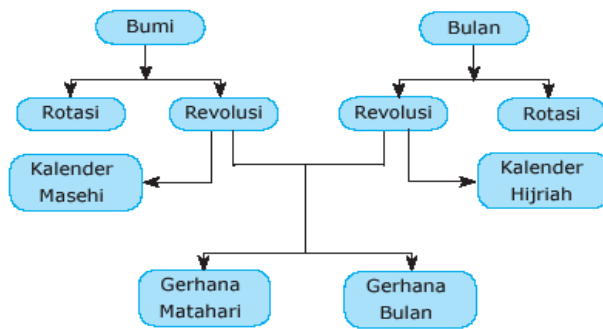 Bumi
Bulan
Rotasi
Revolusi
Revolusi
Rotasi
Kalender
Masehi
Kalender
Hijriah
Gerhana
Matahari
Gerhana
Bulan